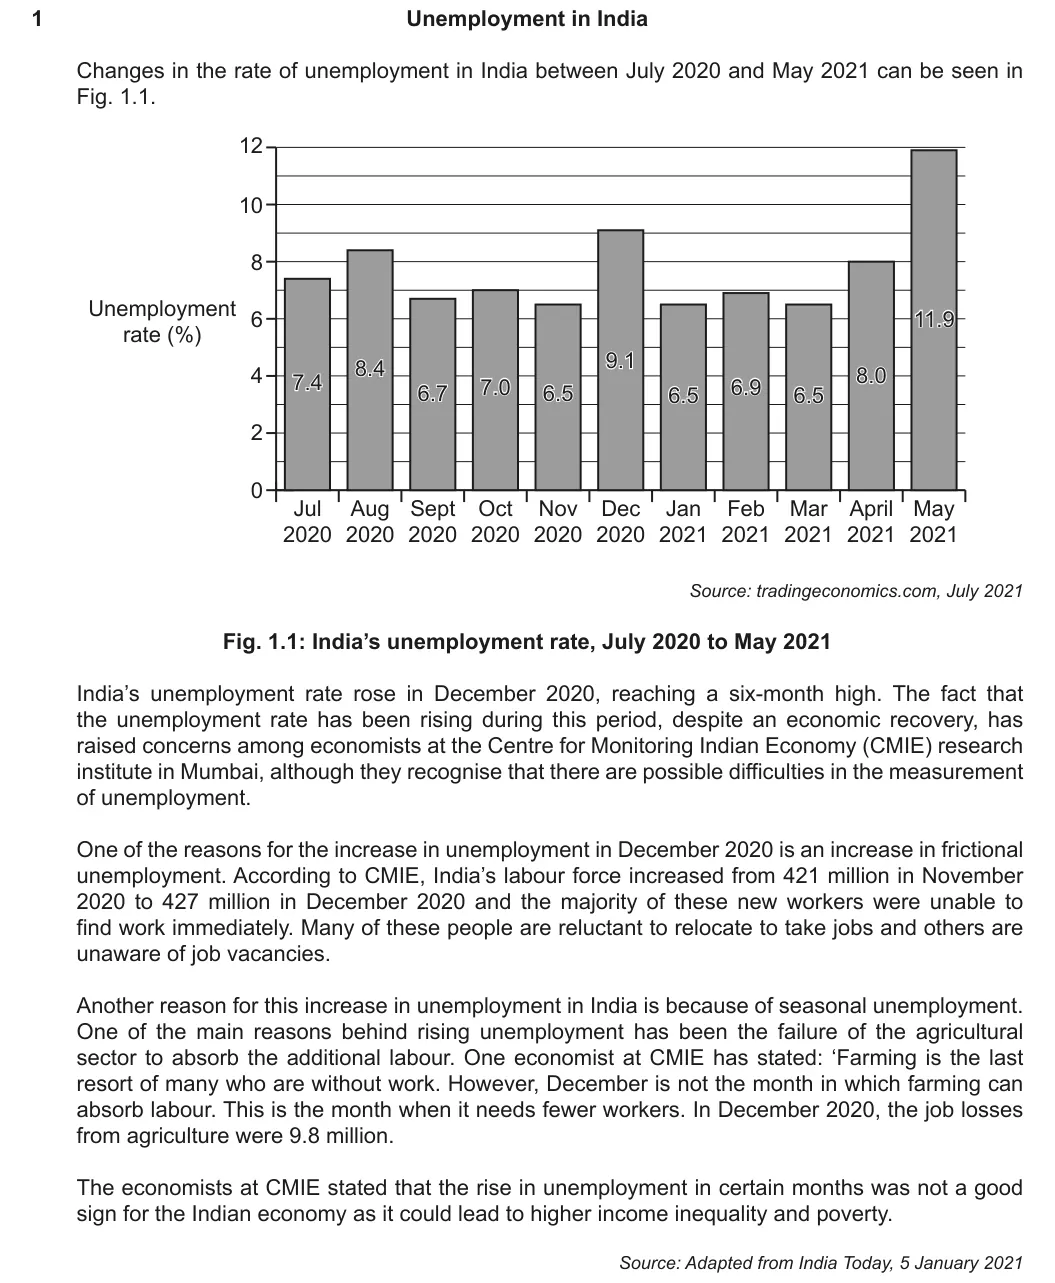 1 Unemployment in India
Changes in the rate of unemployment in India between July 2020 and May 2021 can be seen in
Fig. 1.1.
12
10
8
6
4
2
0
Unemployment
rate (%)
7.4 8.4 6.7 7.0 6.5 9.1 6.5 6.9 6.5 8.0 11.9
Jul Aug Sept Oct Nov Dec Jan Feb Mar April May
2020 2020 2020 2020 2020 2020 2021 2021 2021 2021 2021
Source: tradingeconomics.com, July 2021
Fig. 1.1: India’s unemployment rate, July 2020 to May 2021
India’s unemployment rate rose in December 2020, reaching a six-month high. The fact that
the unemployment rate has been rising during this period, despite an economic recovery, has
raised concerns among economists at the Centre for Monitoring Indian Economy (CMIE) research
institute in Mumbai, although they recognise that there are possible difficulties in the measurement
of unemployment.
One of the reasons for the increase in unemployment in December 2020 is an increase in frictional
unemployment. According to CMIE, India’s labour force increased from 421 million in November
2020 to 427 million in December 2020 and the majority of these new workers were unable to
find work immediately. Many of these people are reluctant to relocate to take jobs and others are
unaware of job vacancies.
Another reason for this increase in unemployment in India is because of seasonal unemployment.
One of the main reasons behind rising unemployment has been the failure of the agricultural
sector to absorb the additional labour. One economist at CMIE has stated: ‘Farming is the last
resort of many who are without work. However, December is not the month in which farming can
absorb labour. This is the month when it needs fewer workers. In December 2020, the job losses
from agriculture were 9.8 million.
The economists at CMIE stated that the rise in unemployment in certain months was not a good
sign for the Indian economy as it could lead to higher income inequality and poverty.
Source: Adapted from India Today, 5 January 2021